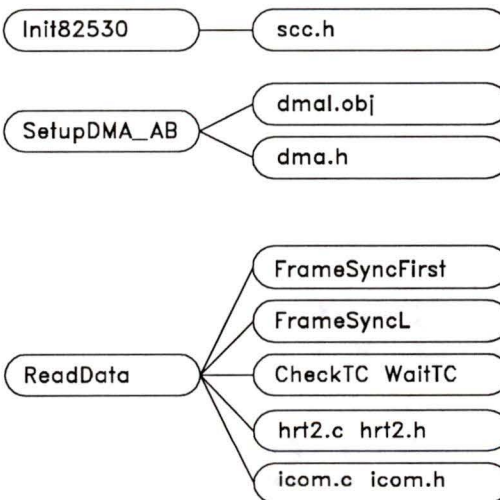 Init82530
scc.h
SetupDMA_AB
dmal.obj
dma.h
ReadData
FrameSyncFirst
FrameSyncL
CheckTC WaitTC
hrt2.c hrt2.h
icom.c icom.h